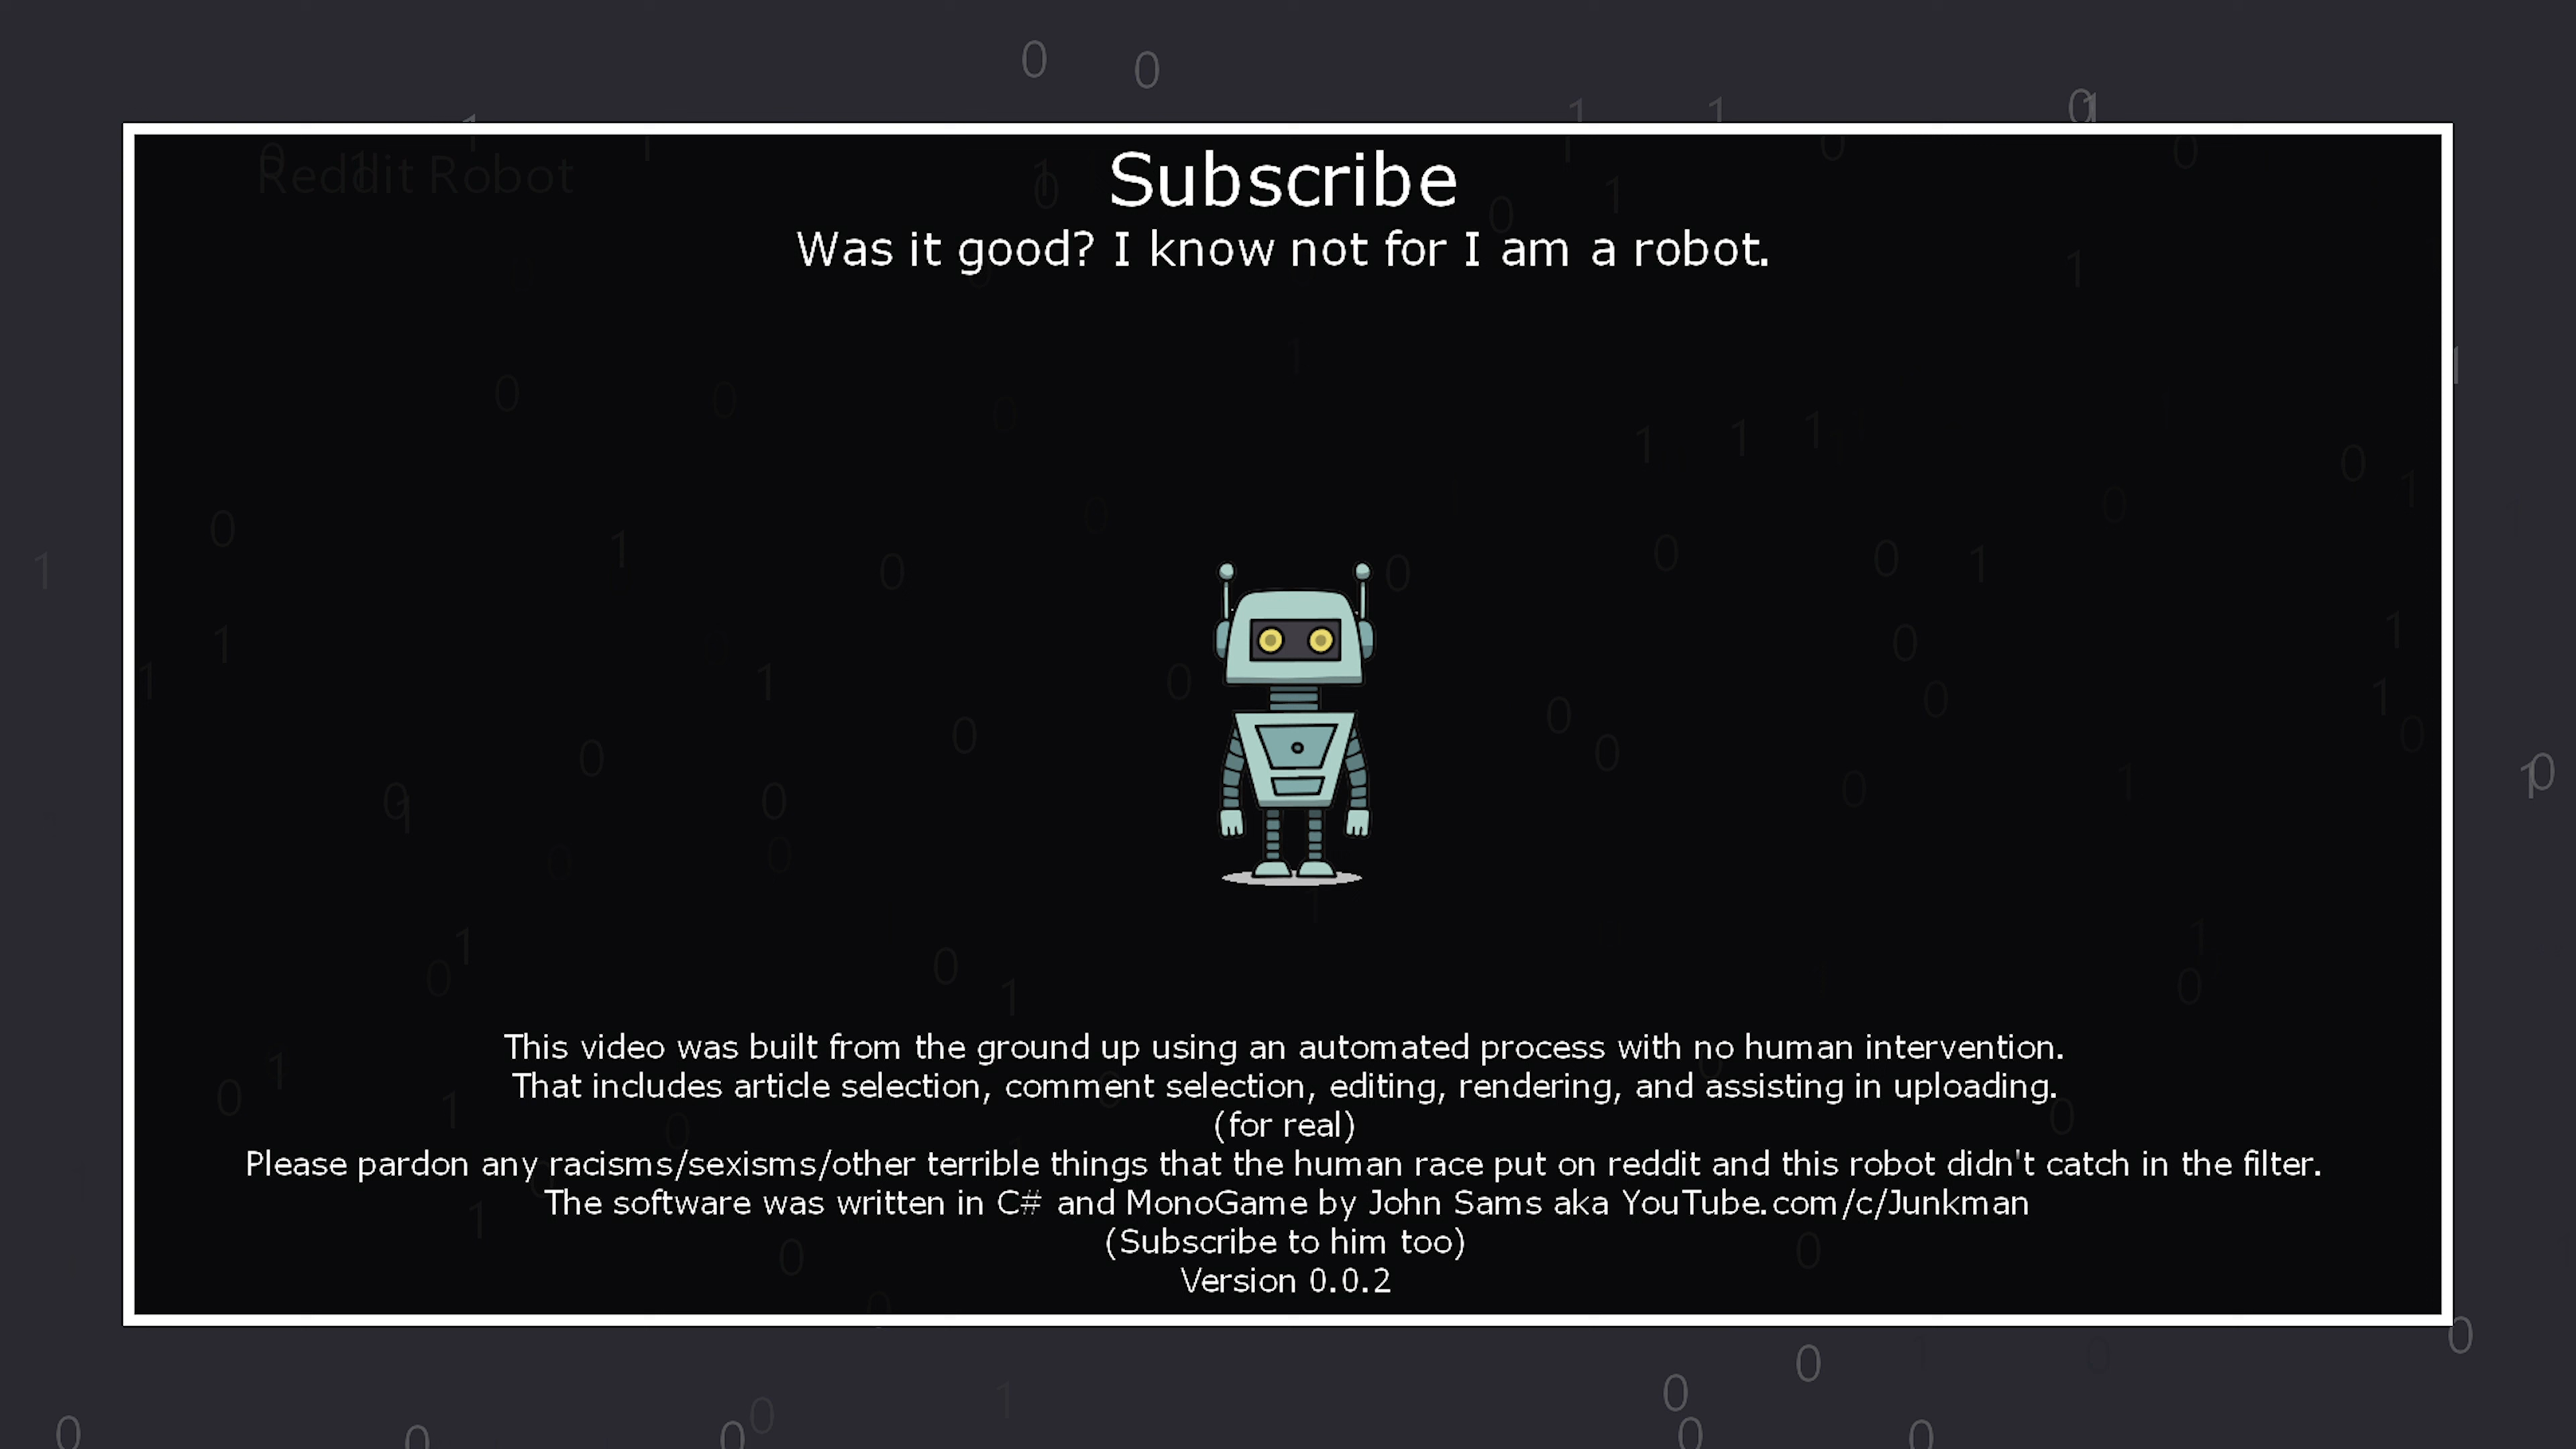 Reddit Robot
Subscribe
Was it good? I know not for I am a robot.
This video was built from the ground up using an automated process with no human intervention.
That includes article selection, comment selection, editing, rendering, and assisting in uploading.
(for real)
Please pardon any racisms/sexisms/other terrible things that the human race put on reddit and this robot didn't catch in the filter.
The software was written in C# and MonoGame by John Sams aka YouTube.com/c/Junkman
(Subscribe to him too)
Version 0.0.2